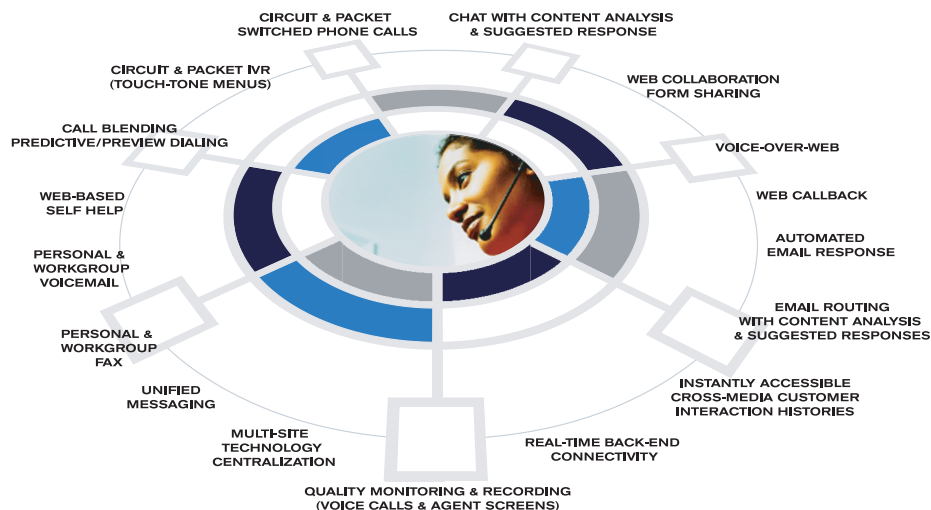 CIRCUIT & PACKET
SWITCHED PHONE CALLS
CHAT WITH CONTENT ANALYSIS
& SUGGESTED RESPONSE
WEB COLLABORATION
FORM SHARING
VOICE-OVER-WEB
WEB CALLBACK
AUTOMATED
EMAIL RESPONSE
EMAIL ROUTING
WITH CONTENT ANALYSIS
& SUGGESTED RESPONSES
INSTANTLY ACCESSIBLE
CROSS-MEDIA CUSTOMER
INTERACTION HISTORIES
REAL-TIME BACK-END
CONNECTIVITY
QUALITY MONITORING & RECORDING
(VOICE CALLS & AGENT SCREENS)
MULTI-SITE
TECHNOLOGY
CENTRALIZATION
UNIFIED
MESSAGING
PERSONAL &
WORKGROUP
FAX
PERSONAL &
WORKGROUP
VOICEMAIL
WEB-BASED
SELF HELP
CALL BLENDING
PREDICTIVE/PREVIEW DIALING
CIRCUIT & PACKET IVR
(TOUCH-TONE MENUS)